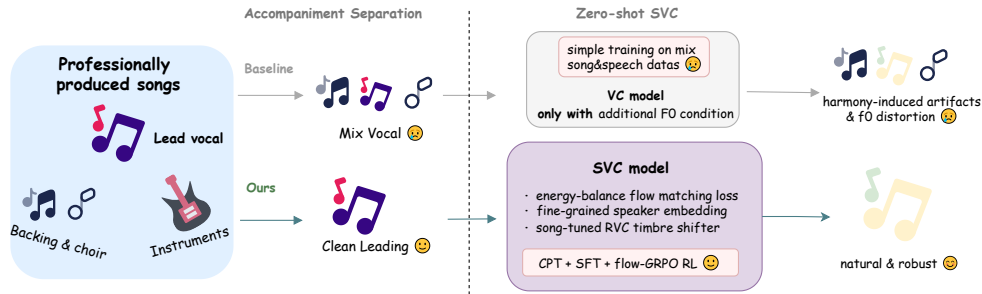 Accompaniment Separation
Zero-shot SVC
Professionally
produced songs
Lead vocal
Backing & choir
Instruments
Baseline
Mix Vocal
Ours
Clean Leading
simple training on mix
song&speech datas
VC model
only with additional F0 condition
harmony-induced artifacts
& f0 distortion
SVC model
· energy-balance flow matching loss
· fine-grained speaker embedding
· song-tuned RVC timbre shifter
CPT + SFT + flow-GRPO RL
natural & robust